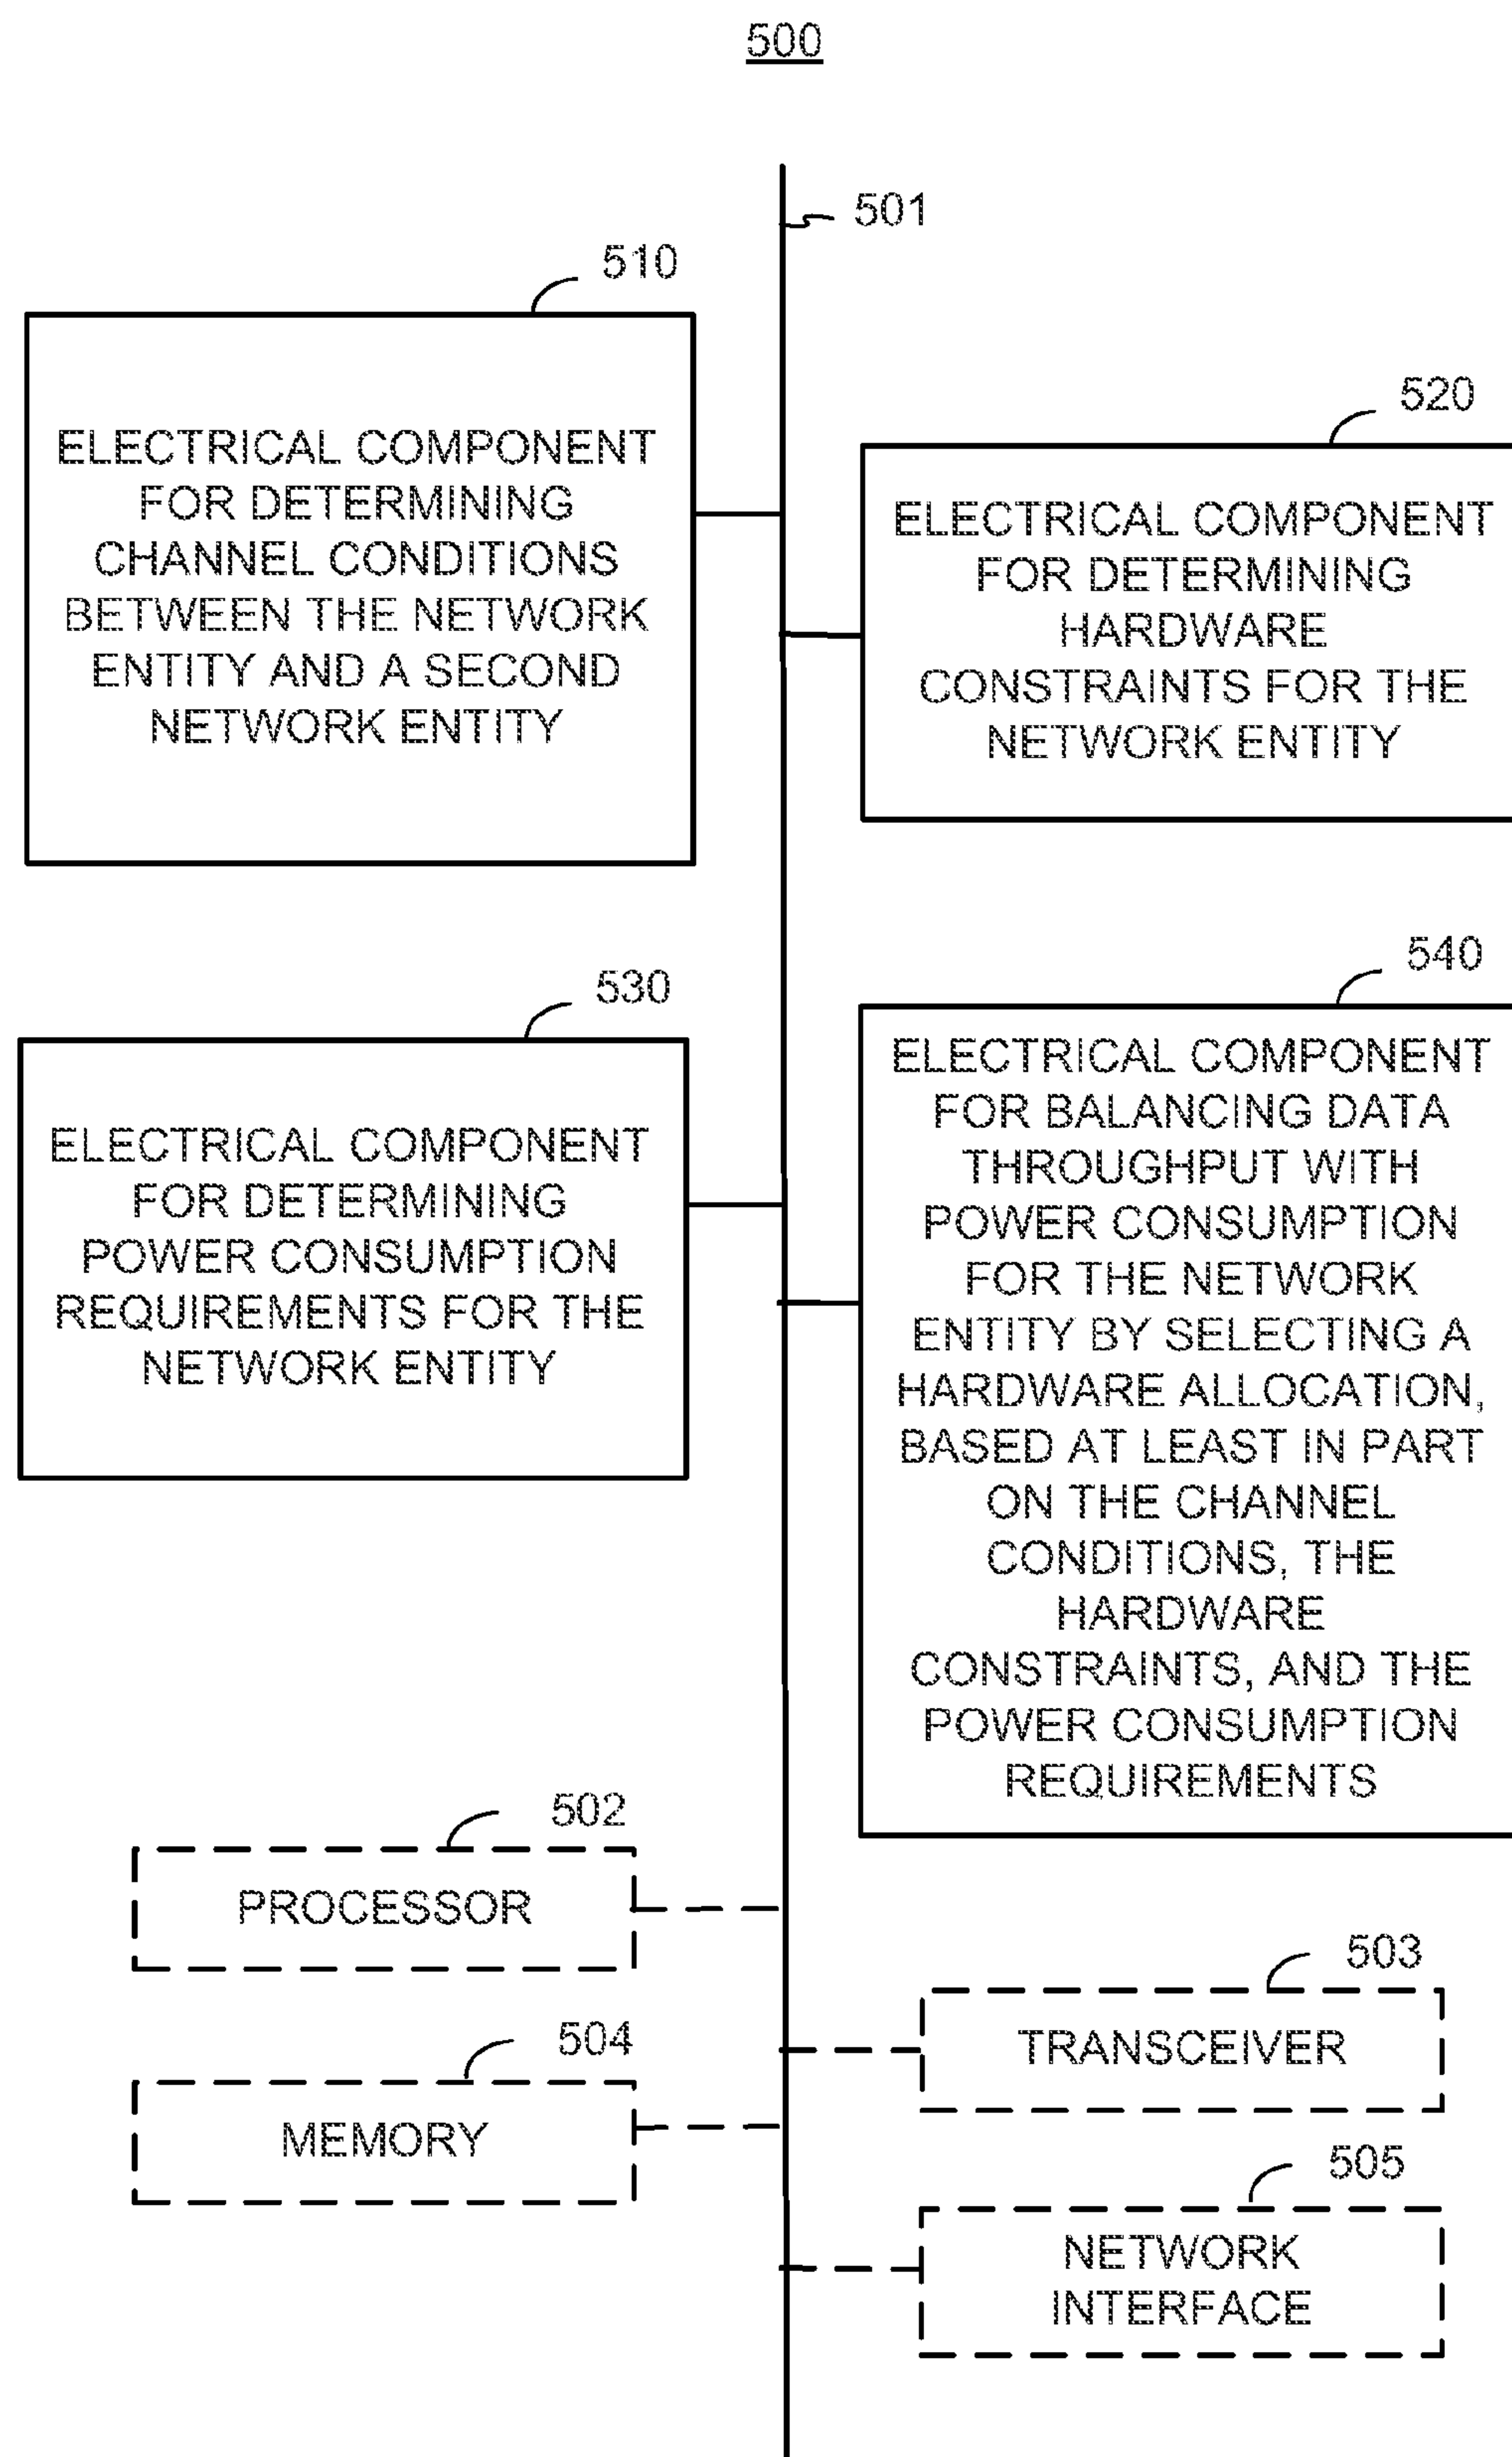 500
501
510
ELECTRICAL COMPONENT
FOR DETERMINING
CHANNEL CONDITIONS
BETWEEN THE NETWORK
ENTITY AND A SECOND
NETWORK ENTITY
520
ELECTRICAL COMPONENT
FOR DETERMINING
HARDWARE
CONSTRAINTS FOR THE
NETWORK ENTITY
530
ELECTRICAL COMPONENT
FOR DETERMINING
POWER CONSUMPTION
REQUIREMENTS FOR THE
NETWORK ENTITY
540
ELECTRICAL COMPONENT
FOR BALANCING DATA
THROUGHPUT WITH
POWER CONSUMPTION
FOR THE NETWORK
ENTITY BY SELECTING A
HARDWARE ALLOCATION,
BASED AT LEAST IN PART
ON THE CHANNEL
CONDITIONS, THE
HARDWARE
CONSTRAINTS, AND THE
POWER CONSUMPTION
REQUIREMENTS
502
PROCESSOR
503
TRANSCEIVER
504
MEMORY
505
NETWORK
INTERFACE